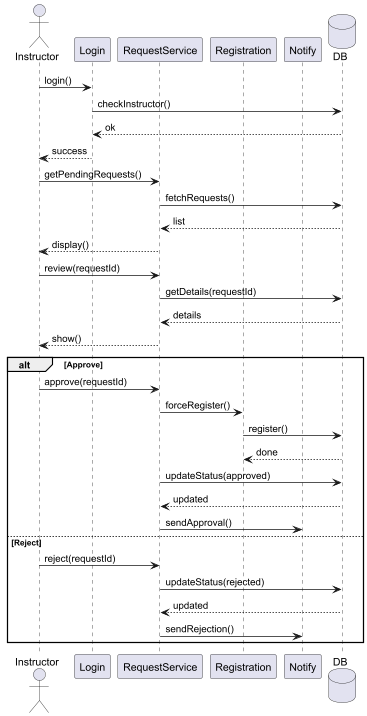 Instructor
Login
RequestService
Registration
Notify
DB
login()
checkInstructor()
ok
success
getPendingRequests()
fetchRequests()
list
display()
review(requestId)
getDetails(requestId)
details
show()
alt [Approve]
approve(requestId)
forceRegister()
register()
done
updateStatus(approved)
updated
sendApproval()
[Reject]
reject(requestId)
updateStatus(rejected)
updated
sendRejection()
Instructor
Login
RequestService
Registration
Notify
DB